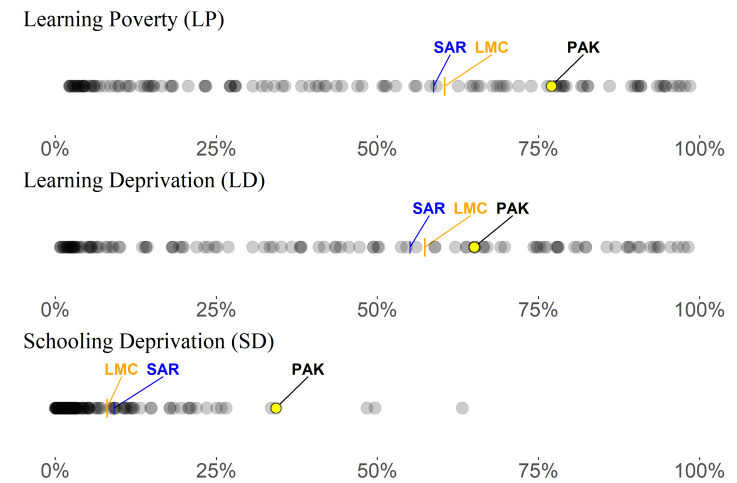 Learning Poverty (LP)
SAR LMC PAK
0% 25% 50% 75% 100%
Learning Deprivation (LD)
SAR LMC PAK
0% 25% 50% 75% 100%
Schooling Deprivation (SD)
LMC SAR PAK
0% 25% 50% 75% 100%